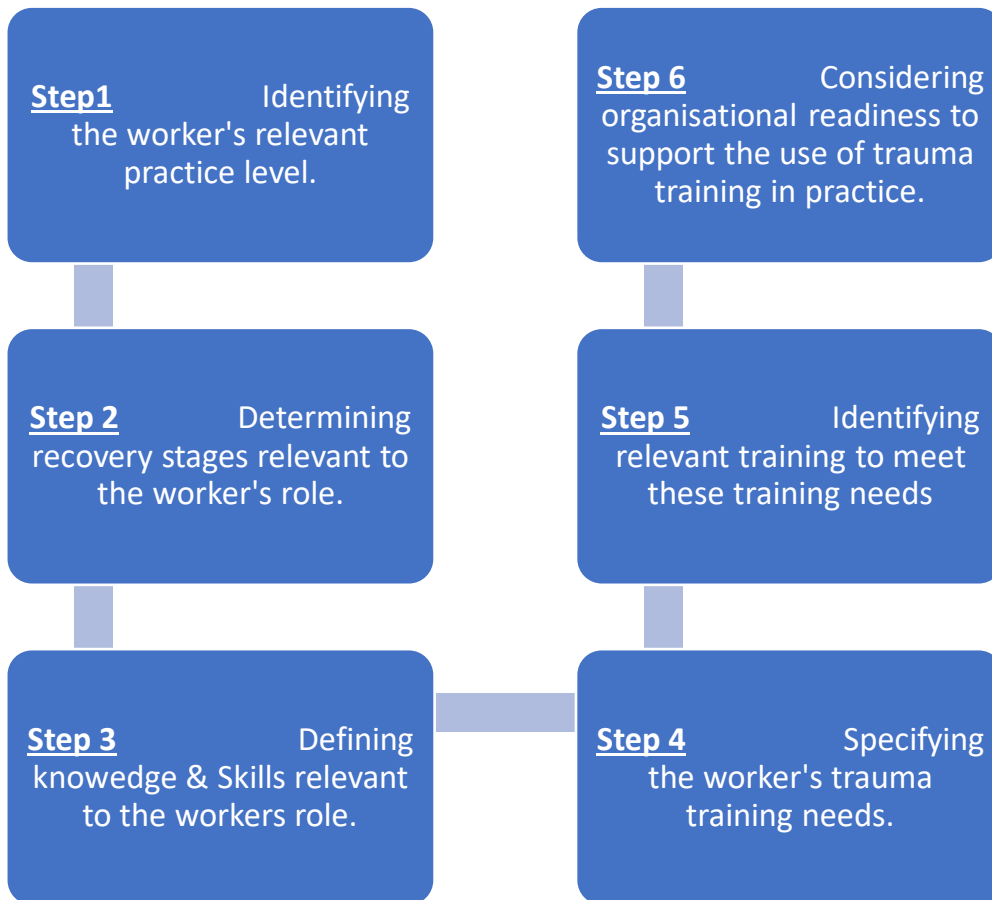 Step1 Identifying
the worker's relevant
practice level.
Step 2 Determining
recovery stages relevant to
the worker's role.
Step 3 Defining
knowedge & Skills relevant
to the workers role.
Step 4 Specifying
the worker's trauma
training needs.
Step 5 Identifying
relevant training to meet
these training needs
Step 6 Considering
organisational readiness to
support the use of trauma
training in practice.